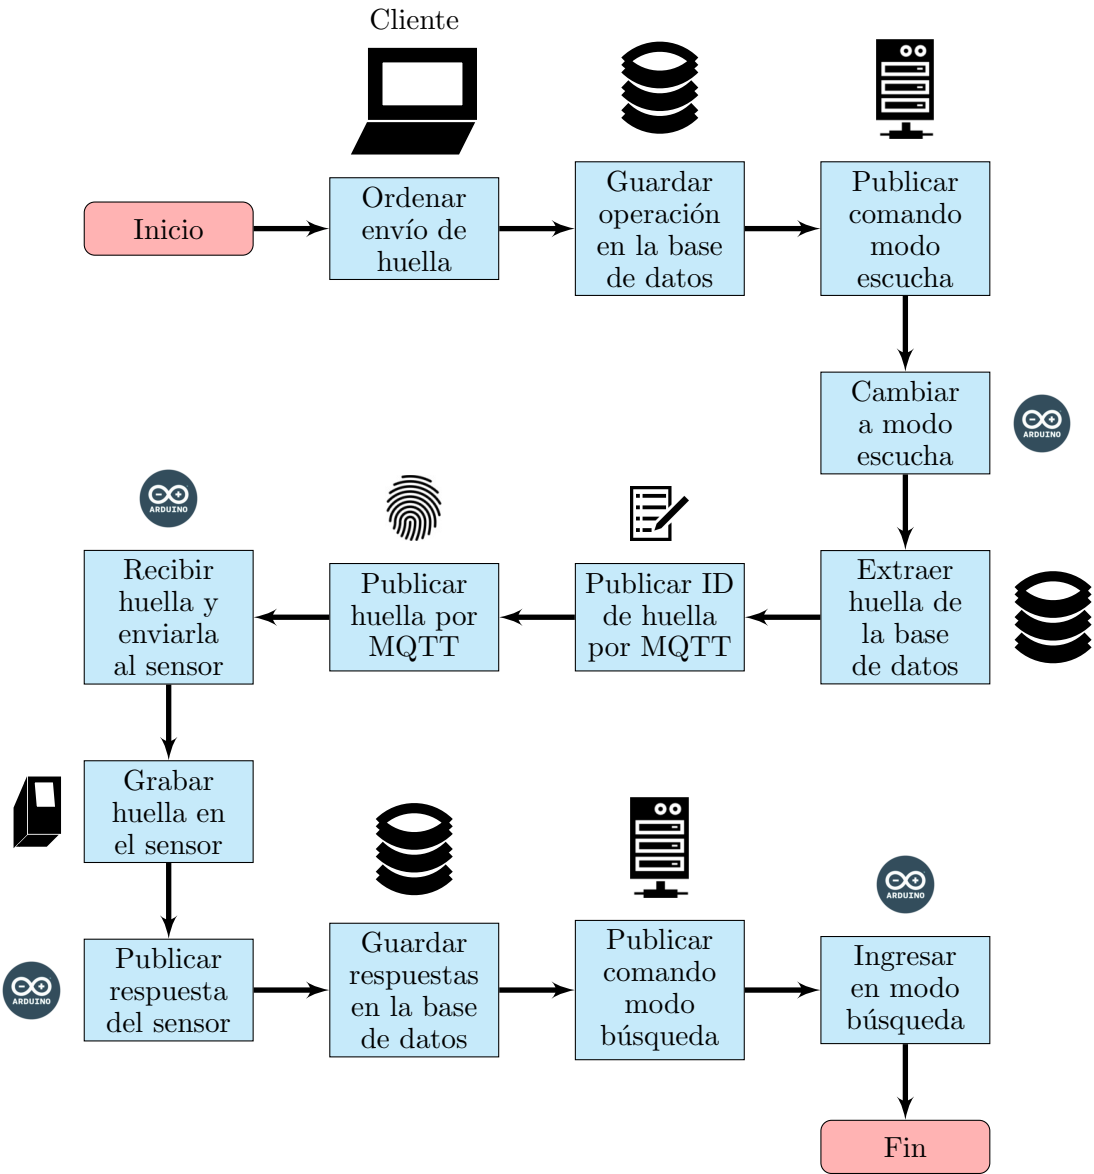 Cliente
Inicio
Ordenar
envío de
huella
Guardar
operación
en la base
de datos
Publicar
comando
modo
escucha
Cambiar
a modo
escucha
ARDUINO
Extraer
huella de
la base
de datos
Publicar ID
de huella
por MQTT
Publicar
huella por
MQTT
ARDUINO
Recibir
huella y
enviarla
al sensor
Grabar
huella en
el sensor
ARDUINO
Publicar
respuesta
del sensor
Guardar
respuestas
en la base
de datos
Publicar
comando
modo
búsqueda
ARDUINO
Ingresar
en modo
búsqueda
Fin